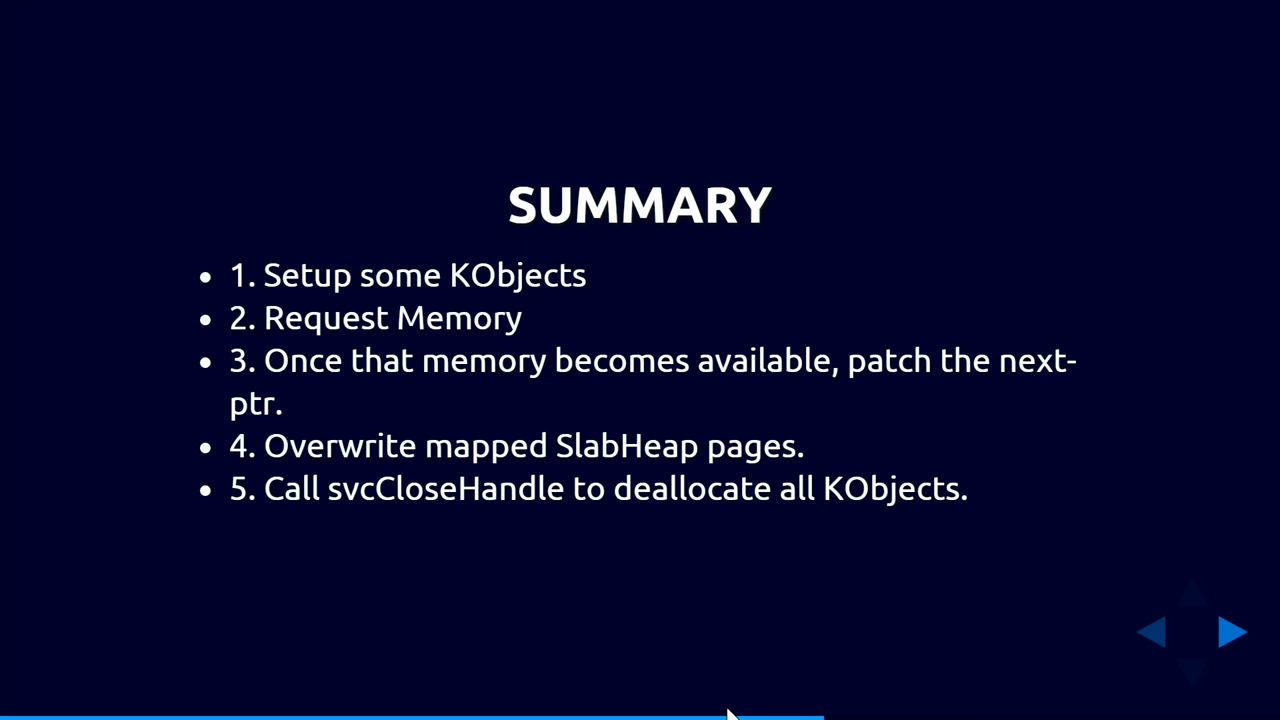 SUMMARY
• 1. Setup some KObjects
• 2. Request Memory
• 3. Once that memory becomes available, patch the next-
ptr.
• 4. Overwrite mapped SlabHeap pages.
• 5. Call svcCloseHandle to deallocate all KObjects.